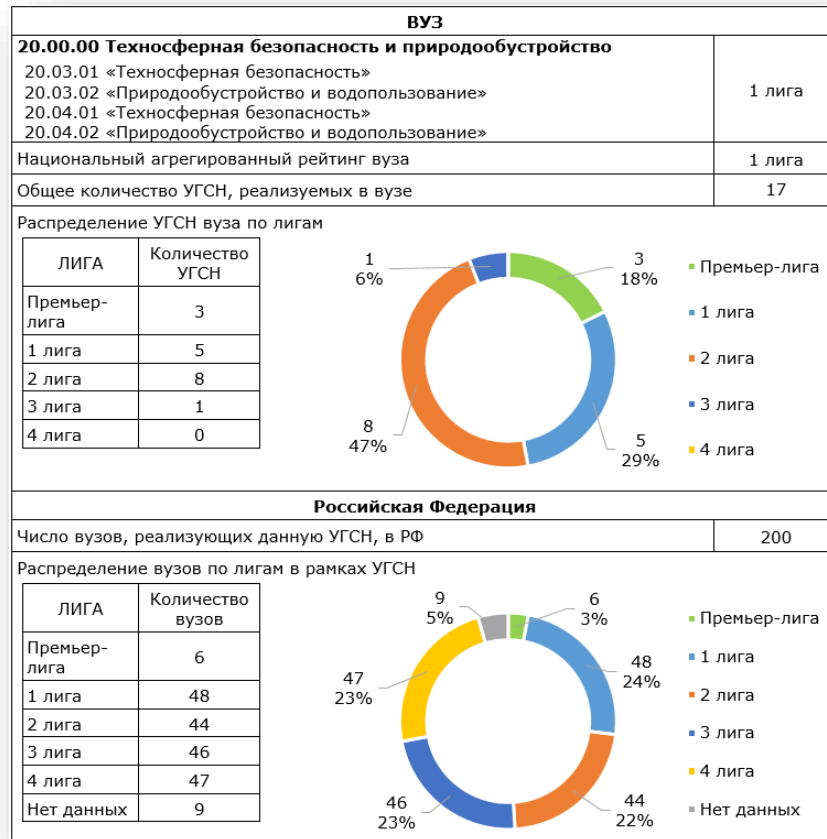 ВУЗ
20.00.00 Техносферная безопасность и природообустройство
20.03.01 «Техносферная безопасность»
20.03.02 «Природообустройство и водопользование»
20.04.01 «Техносферная безопасность»
20.04.02 «Природообустройство и водопользование»
1 лига
Национальный агрегированный рейтинг вуза
1 лига
Общее количество УГСН, реализуемых в вузе
17
Распределение УГСН вуза по лигам
ЛИГА
Количество
УГСН
Премьер-
лига
3
1 лига
5
2 лига
8
3 лига
1
4 лига
0
1
6%
3
18%
8
47%
5
29%
Премьер-лига
1 лига
2 лига
3 лига
4 лига
Российская Федерация
Число вузов, реализующих данную УГСН, в РФ
200
Распределение вузов по лигам в рамках УГСН
ЛИГА
Количество
вузов
Премьер-
лига
6
1 лига
48
2 лига
44
3 лига
46
4 лига
47
Нет данных
9
9
5%
6
3%
48
24%
47
23%
46
23%
44
22%
Премьер-лига
1 лига
2 лига
3 лига
4 лига
Нет данных